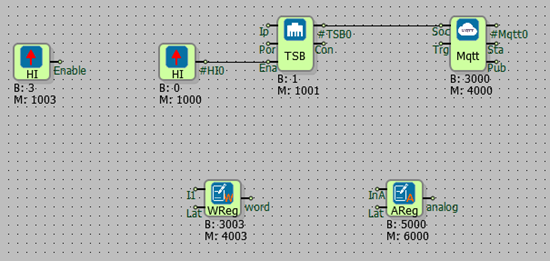 Ip
#TSB0
Soc
#Mqtt0
Por
Con
Trg
Sta
Enable
#HI0
Ena
Pub
HI
HI
TSB
MQTT
Mqtt
B: 3
M: 1003
B: 0
M: 1000
B: 1
M: 1001
B: 3000
M: 4000
I1
word
Lat
W
WReg
B: 3003
M: 4003
InA
analog
Lat
A
AReg
B: 5000
M: 6000